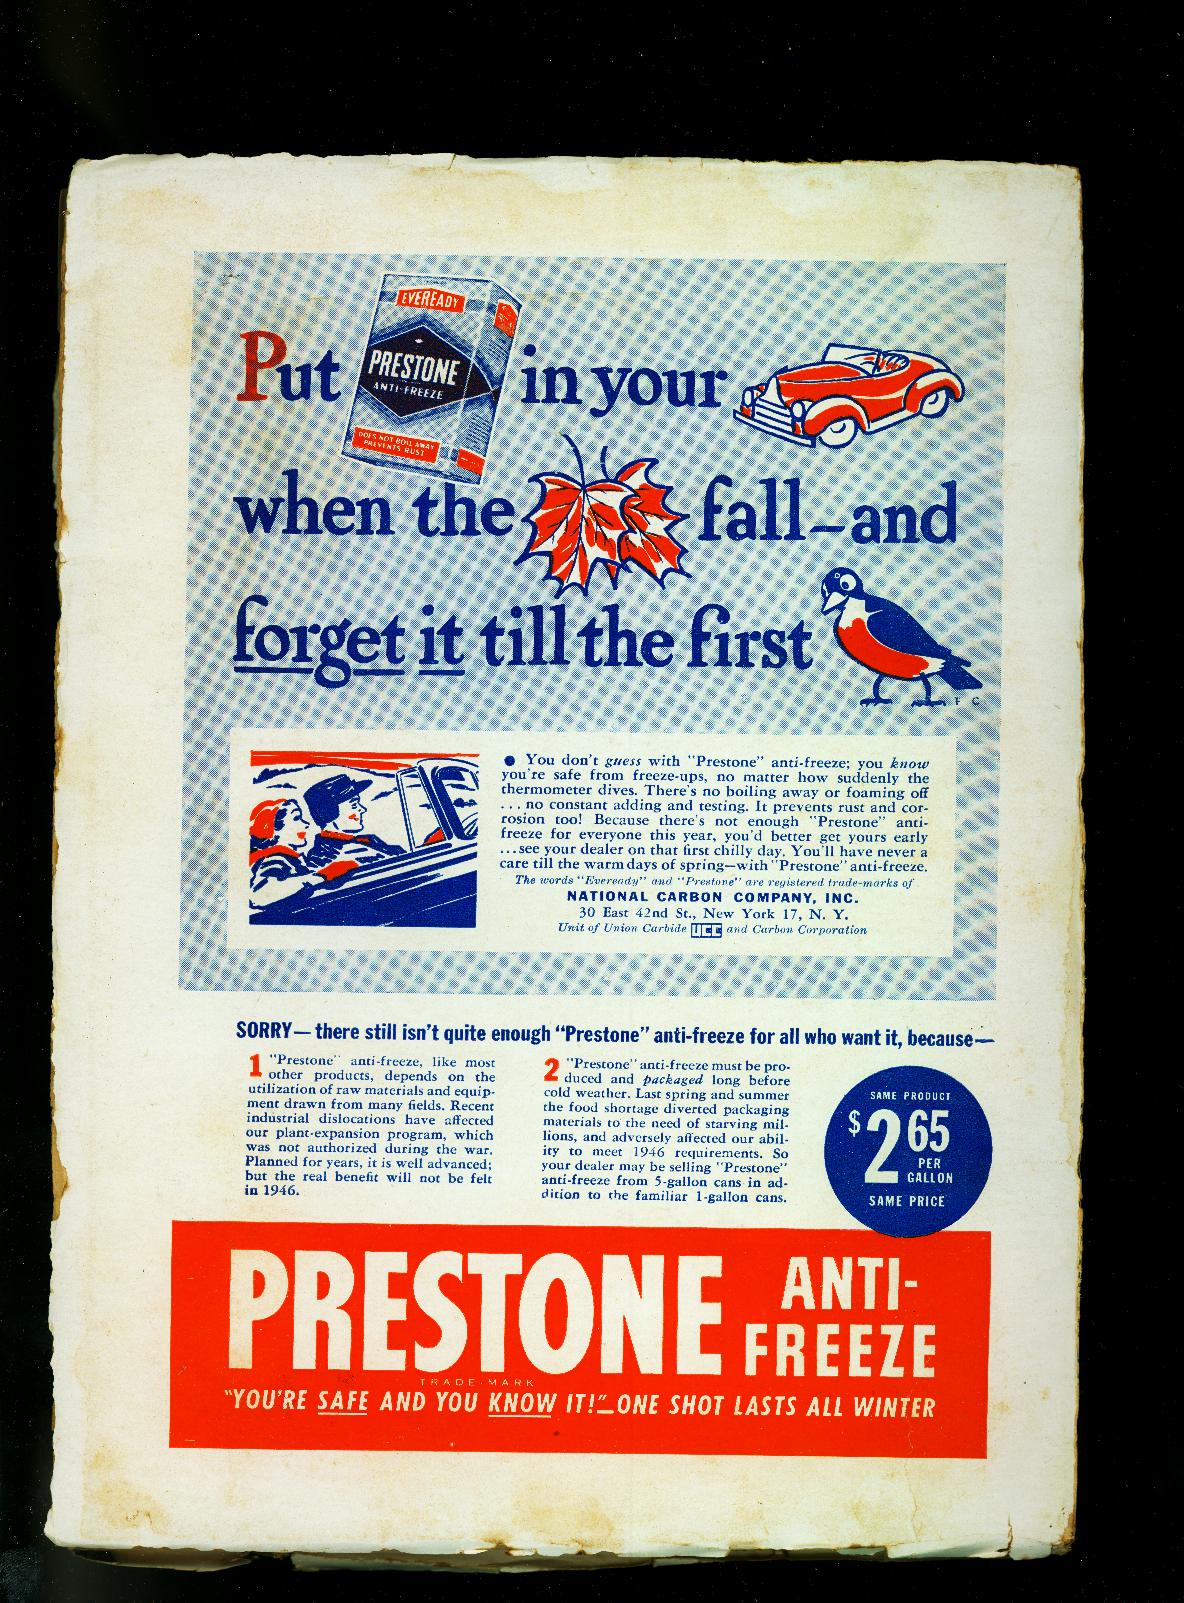 EVEREADY
PRESTONE
ANTI-FREEZE
DOES NOT BOIL AWAY
PREVENTS RUST
Put in your
when the fall—and
forget it till the first
F C
● You don't guess with "Prestone" anti-freeze; you know
you're safe from freeze-ups, no matter how suddenly the
thermometer dives. There's no boiling away or foaming off
... no constant adding and testing. It prevents rust and cor-
rosion too! Because there's not enough "Prestone" anti-
freeze for everyone this year, you'd better get yours early
...see your dealer on that first chilly day. You'll have never a
care till the warm days of spring—with "Prestone" anti-freeze.
The words "Eveready" and "Prestone" are registered trade-marks of
NATIONAL CARBON COMPANY, INC.
30 East 42nd St., New York 17, N. Y.
Unit of Union Carbide UCC and Carbon Corporation
SORRY— there still isn't quite enough "Prestone" anti-freeze for all who want it, because—
1 "Prestone" anti-freeze, like most
other products, depends on the
utilization of raw materials and equip-
ment drawn from many fields. Recent
industrial dislocations have affected
our plant-expansion program, which
was not authorized during the war.
Planned for years, it is well advanced;
but the real benefit will not be felt
in 1946.
2 "Prestone" anti-freeze must be pro-
duced and packaged long before
cold weather. Last spring and summer
the food shortage diverted packaging
materials to the need of starving mil-
lions, and adversely affected our abil-
ity to meet 1946 requirements. So
your dealer may be selling "Prestone"
anti-freeze from 5-gallon cans in ad-
dition to the familiar 1-gallon cans.
SAME PRODUCT
$2 65
PER
GALLON
SAME PRICE
PRESTONE ANTI-
FREEZE
TRADE-MARK
"YOU'RE SAFE AND YOU KNOW IT!"—ONE SHOT LASTS ALL WINTER